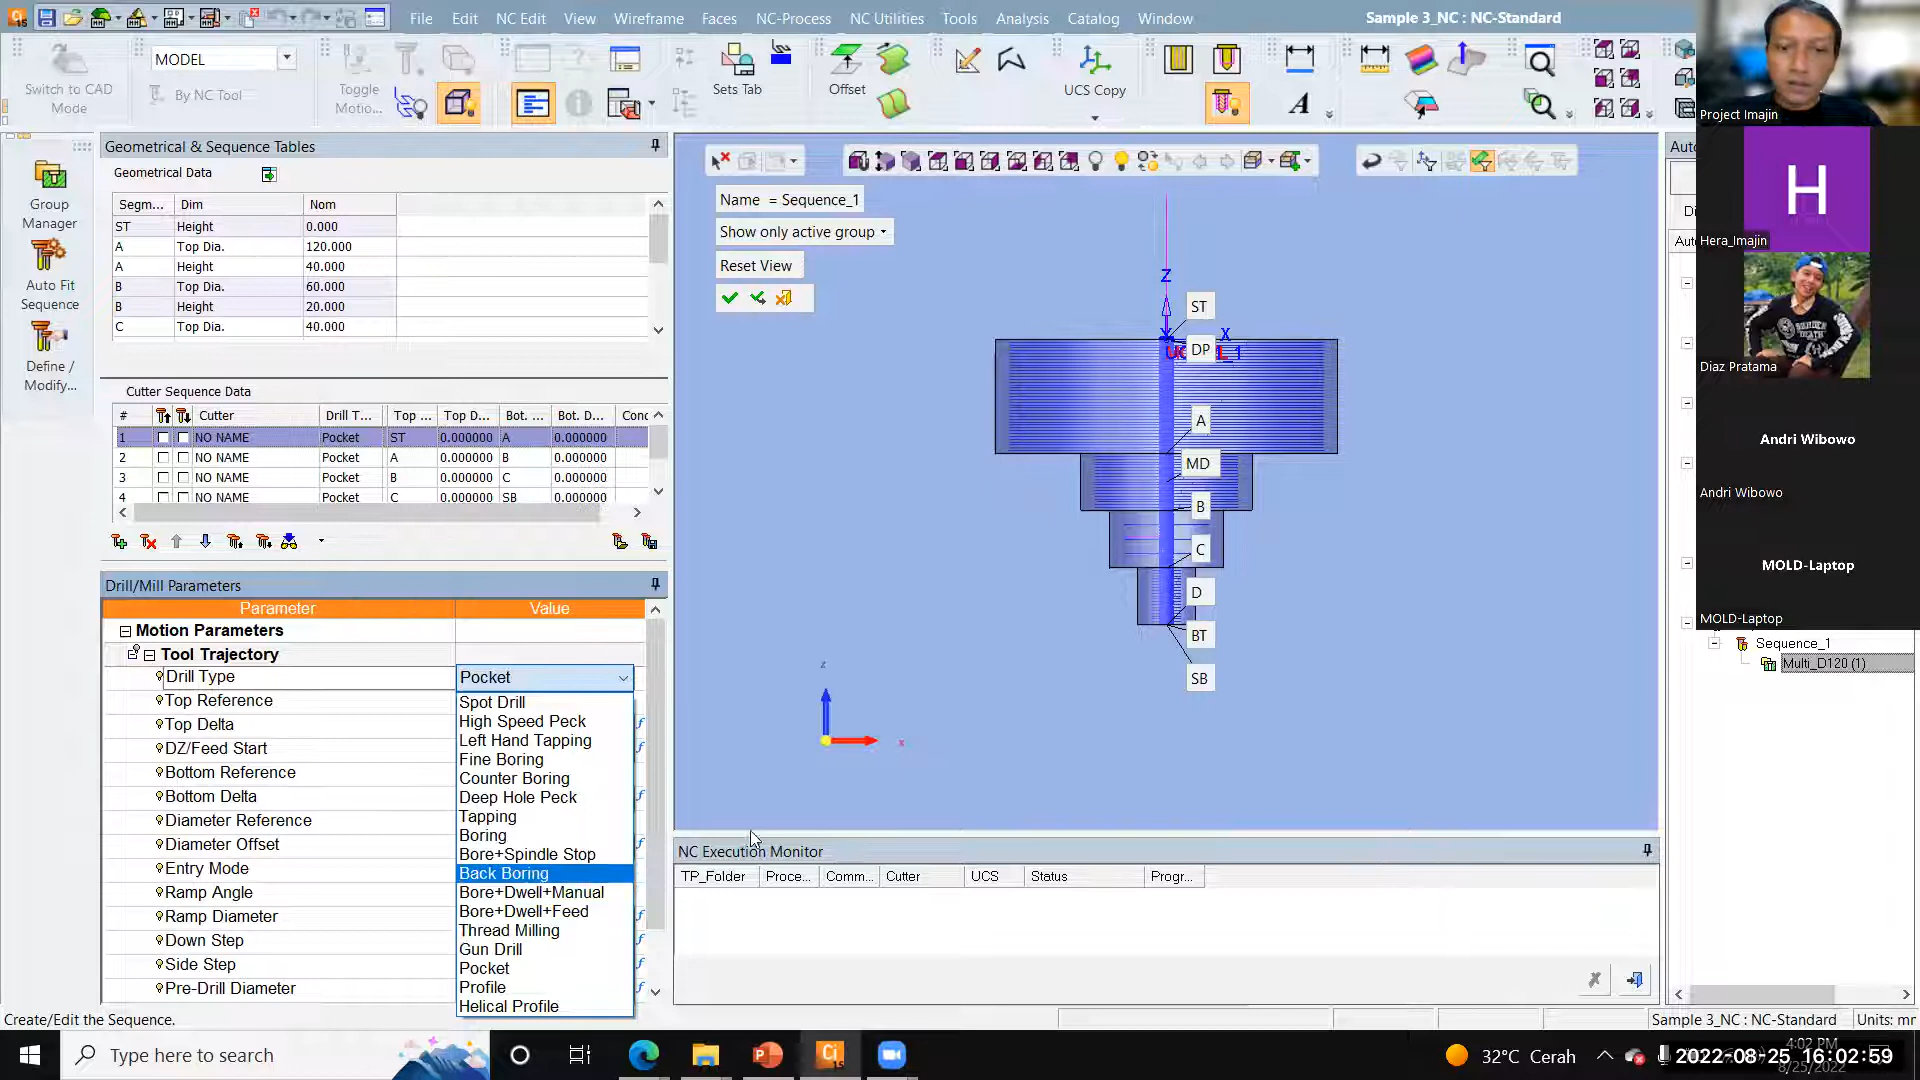 File Edit NC Edit View Wireframe Faces NC-Process NC Utilities Tools Analysis Catalog Window
Sample 3_NC : NC-Standard
Switch to CAD
Mode
MODEL
By NC Tool
Toggle
Motion...
Sets Tab
Offset
UCS Copy
Project Imajin
Geometrical & Sequence Tables
Geometrical Data
Segm... Dim Nom
ST Height 0.000
A Top Dia. 120.000
A Height 40.000
B Top Dia. 60.000
B Height 20.000
C Top Dia. 40.000
Group
Manager
Auto Fit
Sequence
Define /
Modify...
Cutter Sequence Data
# Cutter Drill T... Top ... Top D... Bot. ... Bot. D... Conc
1 NO NAME Pocket ST 0.000000 A 0.000000
2 NO NAME Pocket A 0.000000 B 0.000000
3 NO NAME Pocket B 0.000000 C 0.000000
4 NO NAME Pocket C 0.000000 SB 0.000000
Drill/Mill Parameters
Parameter Value
Motion Parameters
Tool Trajectory
Drill Type Pocket
Top Reference
Top Delta
DZ/Feed Start
Bottom Reference
Bottom Delta
Diameter Reference
Diameter Offset
Entry Mode
Ramp Angle
Ramp Diameter
Down Step
Side Step
Pre-Drill Diameter
Spot Drill
High Speed Peck
Left Hand Tapping
Fine Boring
Counter Boring
Deep Hole Peck
Tapping
Boring
Bore+Spindle Stop
Back Boring
Bore+Dwell+Manual
Bore+Dwell+Feed
Thread Milling
Gun Drill
Pocket
Profile
Helical Profile
Name = Sequence_1
Show only active group
Reset View
Z
ST
X
DP
A
MD
B
C
D
BT
SB
z
x
NC Execution Monitor
TP_Folder Proce... Comm... Cutter UCS Status Progr...
H
Hera_Imajin
Diaz Pratama
Andri Wibowo
Andri Wibowo
MOLD-Laptop
MOLD-Laptop
Sequence_1
Multi_D120 (1)
Create/Edit the Sequence.
Sample 3_NC : NC-Standard Units: mm
Type here to search
32°C Cerah
4:02 PM
8/25/2022
2022-08-25 16:02:59